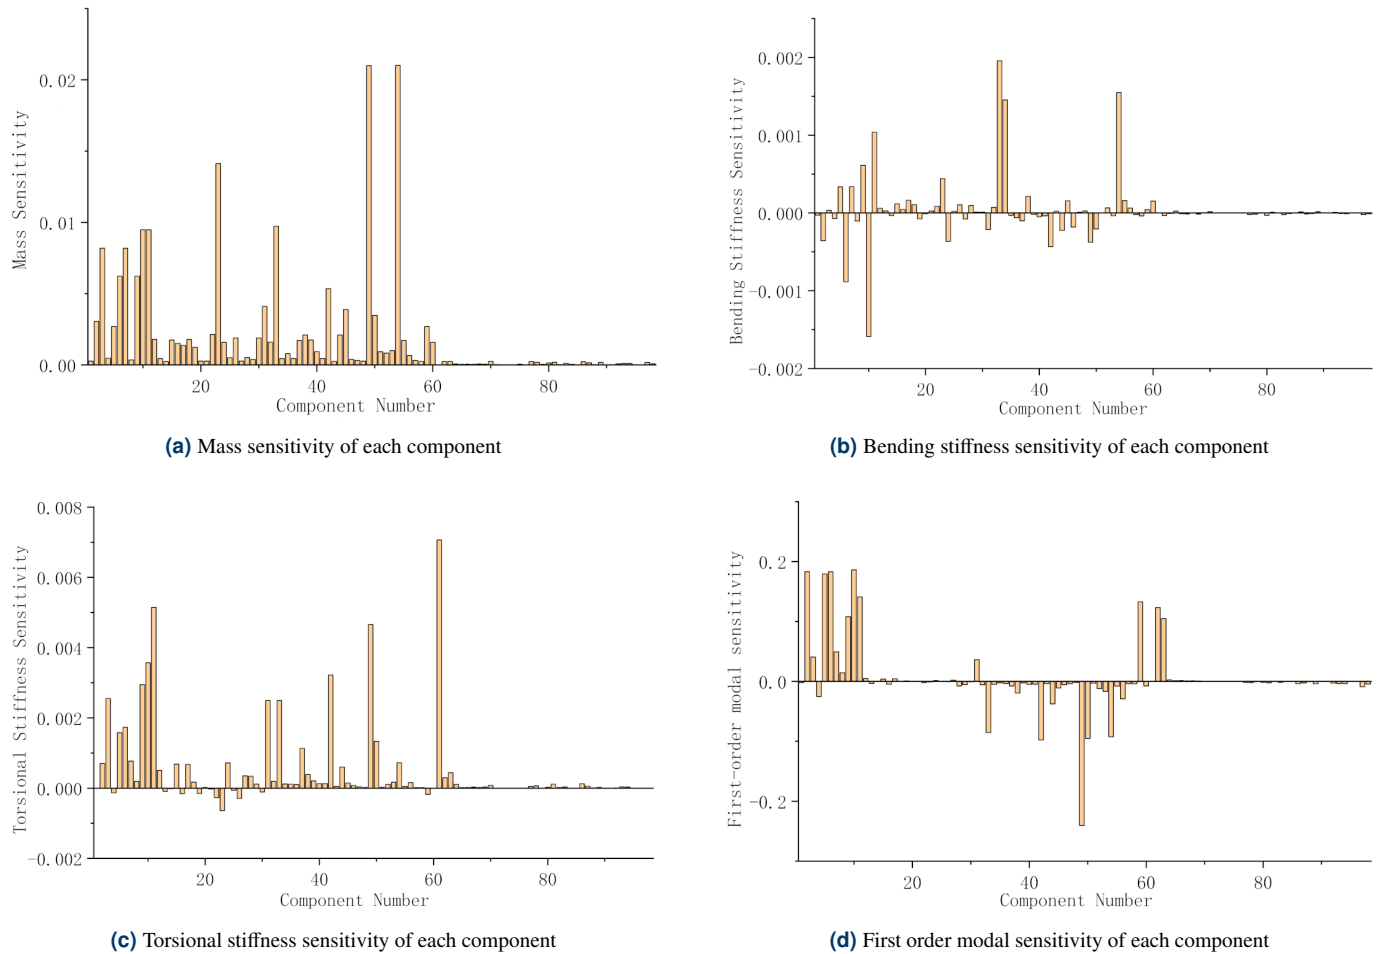 0.02
0.01
0.00
Mass Sensitivity
20 40 60 80
Component Number
(a) Mass sensitivity of each component
0.002
0.001
0.000
-0.001
-0.002
Bending Stiffness Sensitivity
20 40 60 80
Component Number
(b) Bending stiffness sensitivity of each component
0.008
0.006
0.004
0.002
0.000
-0.002
Torsional Stiffness Sensitivity
20 40 60 80
Component Number
(c) Torsional stiffness sensitivity of each component
0.2
0.0
-0.2
First-order modal sensitivity
20 40 60 80
Component Number
(d) First order modal sensitivity of each component